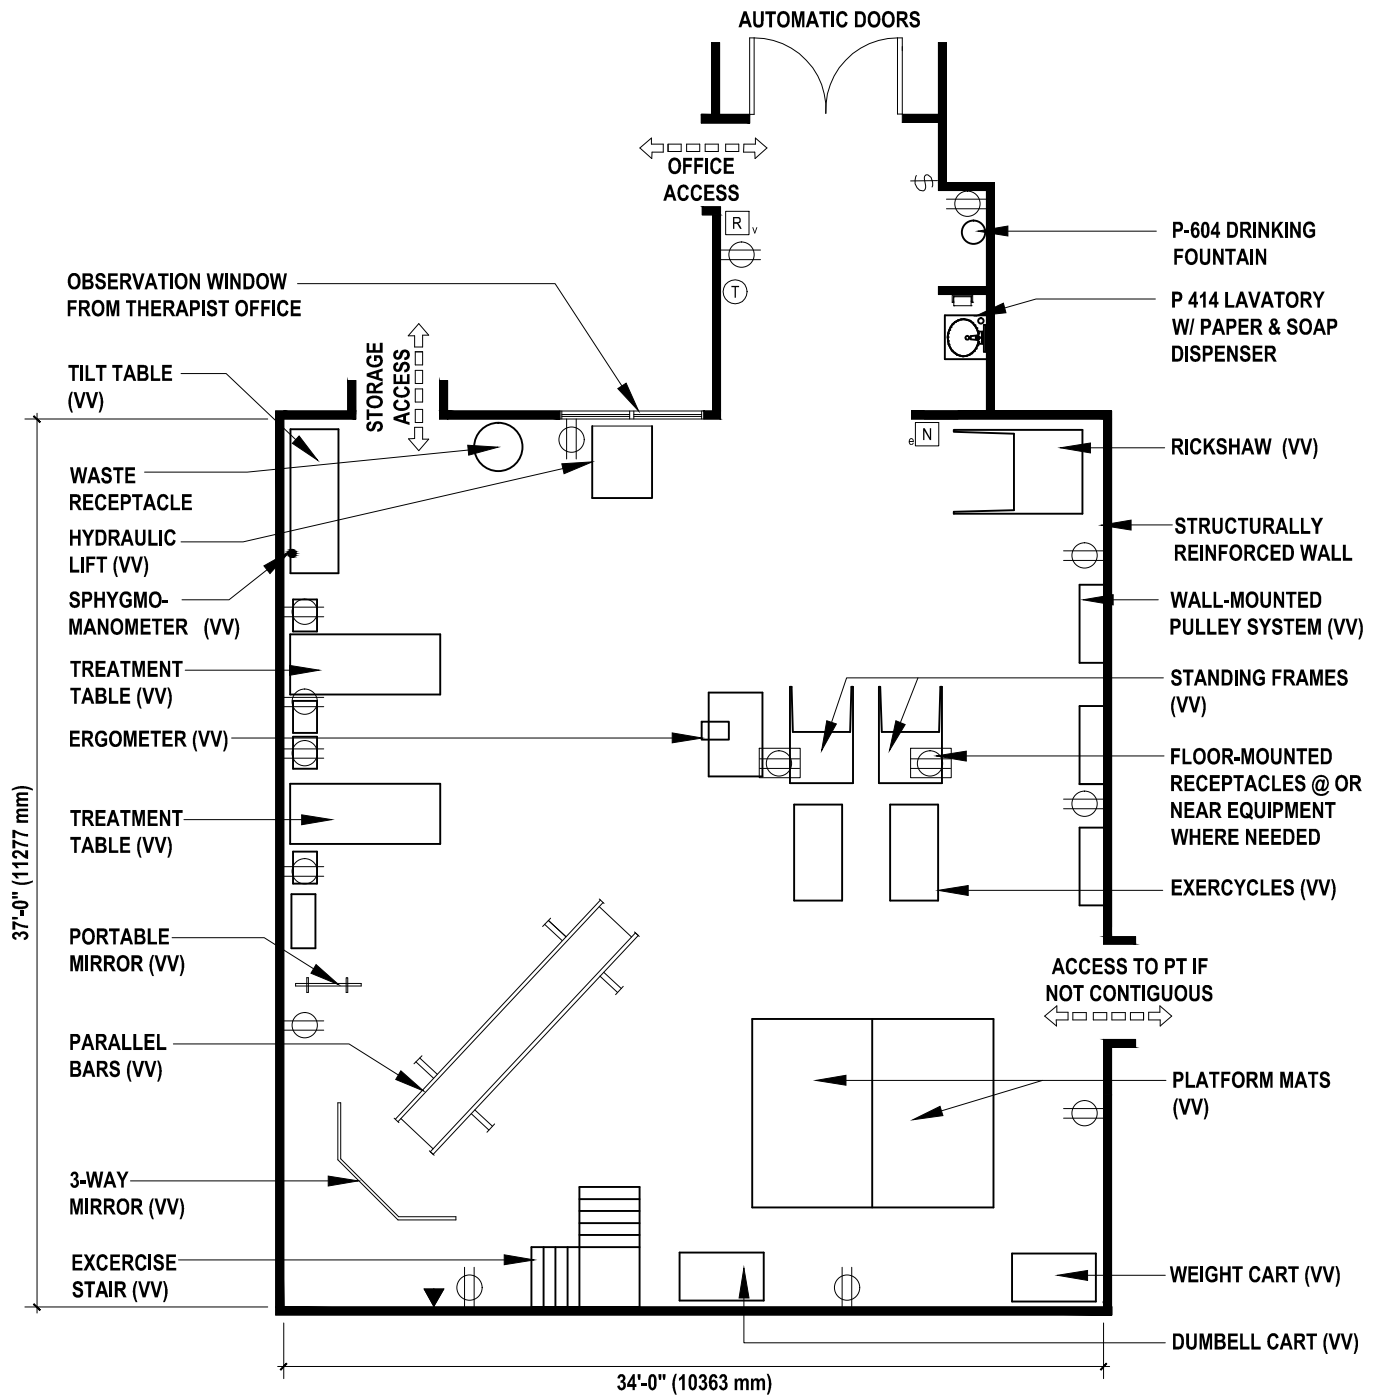 AUTOMATIC DOORS
OFFICE
ACCESS
S
R v
T
P-604 DRINKING
FOUNTAIN
P 414 LAVATORY
W/ PAPER & SOAP
DISPENSER
OBSERVATION WINDOW
FROM THERAPIST OFFICE
STORAGE
ACCESS
TILT TABLE
(VV)
WASTE
RECEPTACLE
HYDRAULIC
LIFT (VV)
SPHYGMO-
MANOMETER (VV)
TREATMENT
TABLE (VV)
ERGOMETER (VV)
TREATMENT
TABLE (VV)
PORTABLE
MIRROR (VV)
PARALLEL
BARS (VV)
3-WAY
MIRROR (VV)
EXCERCISE
STAIR (VV)
e N
RICKSHAW (VV)
STRUCTURALLY
REINFORCED WALL
WALL-MOUNTED
PULLEY SYSTEM (VV)
STANDING FRAMES
(VV)
FLOOR-MOUNTED
RECEPTACLES @ OR
NEAR EQUIPMENT
WHERE NEEDED
EXERCYCLES (VV)
ACCESS TO PT IF
NOT CONTIGUOUS
PLATFORM MATS
(VV)
WEIGHT CART (VV)
DUMBELL CART (VV)
37'-0" (11277 mm)
34'-0" (10363 mm)